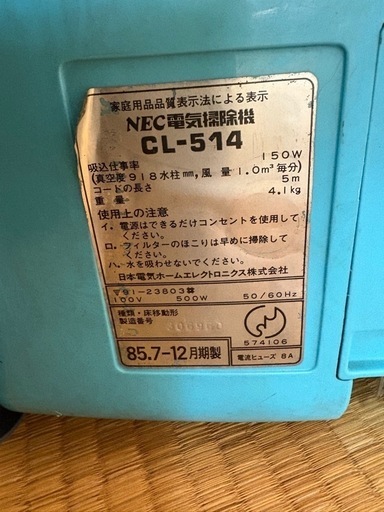 家庭用品品質表示法による表示
NEC電気掃除機
CL-514
吸込仕事率 150W
(真空度918水柱mm,風量1.0m³毎分)
コードの長さ 5m
重量 4.1kg
使用上の注意
イ.電源はできるだけコンセントを使用して
ください。
ロ.フィルターのほこりは早めに掃除して
ください。
ハ.水を吸わせないでください。
日本電気ホームエレクトロニクス株式会社
91-23803
100V 500W 50/60Hz
種類・床移動形
製造番号
574106
85.7-12月期製
電流ヒューズ 8A